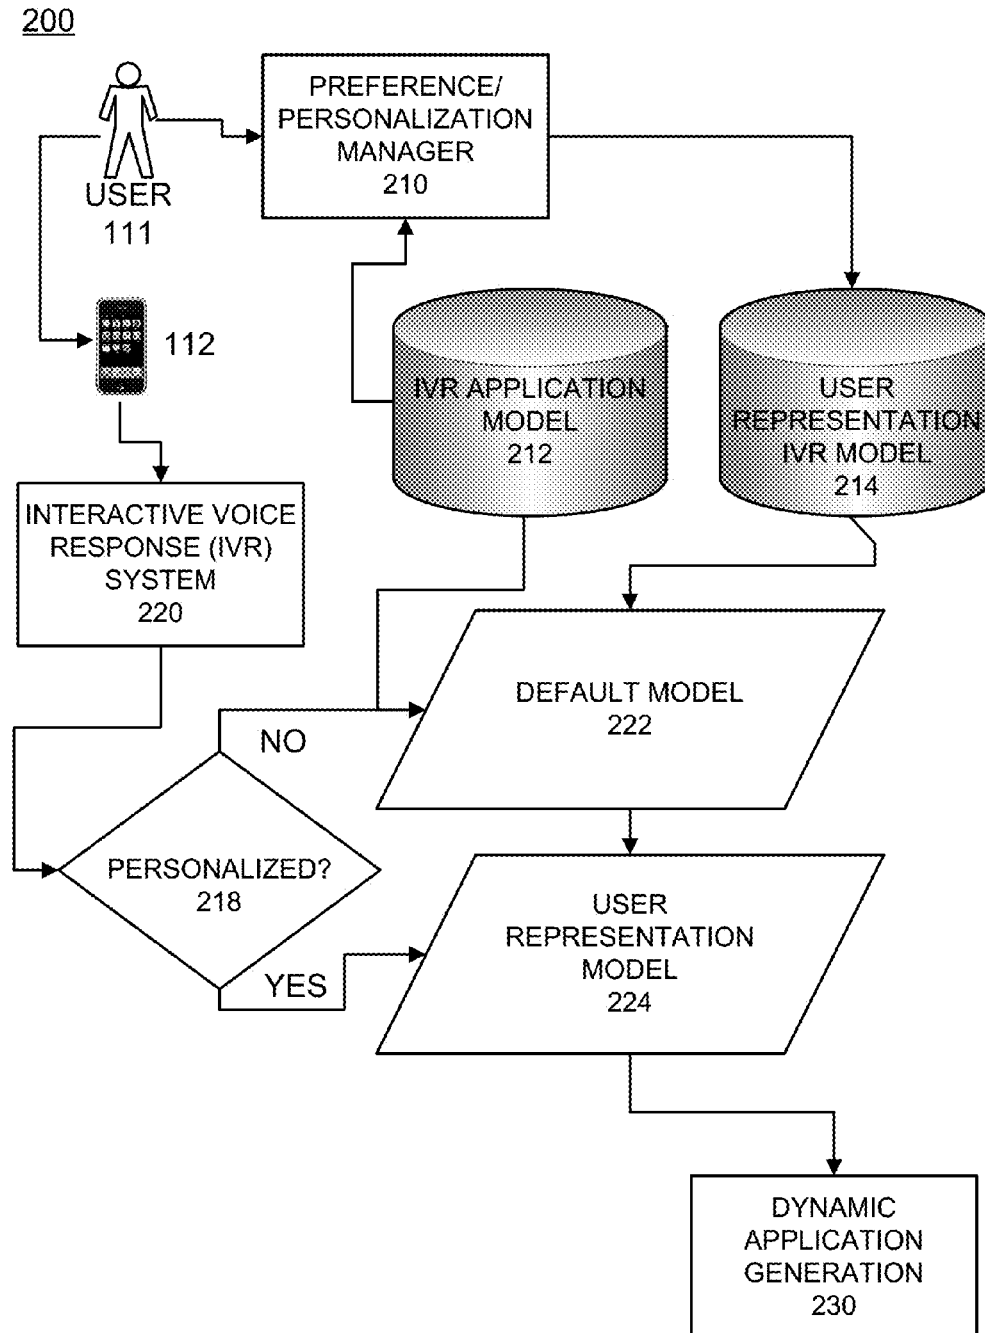 200
PREFERENCE/
PERSONALIZATION
MANAGER
210
USER
111
112
IVR APPLICATION
MODEL
212
USER
REPRESENTATION
IVR MODEL
214
INTERACTIVE VOICE
RESPONSE (IVR)
SYSTEM
220
DEFAULT MODEL
222
NO
PERSONALIZED?
218
YES
USER
REPRESENTATION
MODEL
224
DYNAMIC
APPLICATION
GENERATION
230